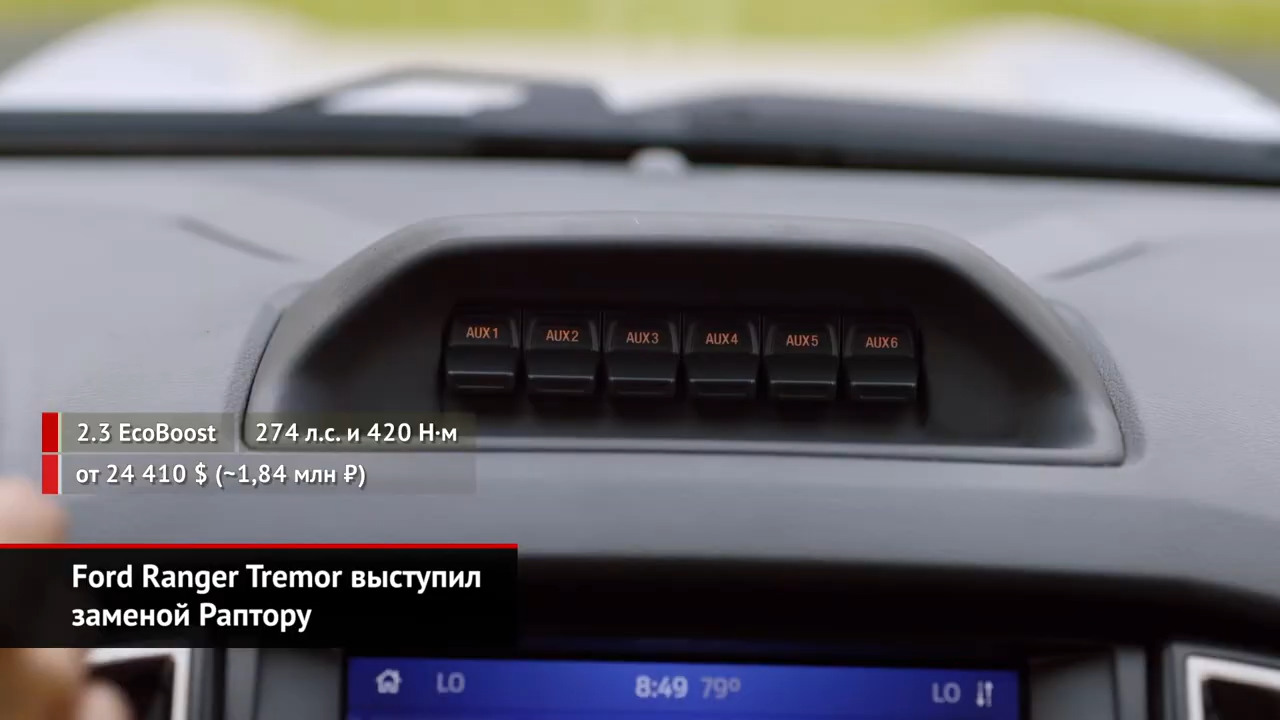 AUX1 AUX2 AUX3 AUX4 AUX5 AUX6
2.3 EcoBoost 274 л.с. и 420 Н·м
от 24 410 $ (~1,84 млн ₽)
Ford Ranger Tremor выступил
заменой Раптору
LO 8:49 79° LO